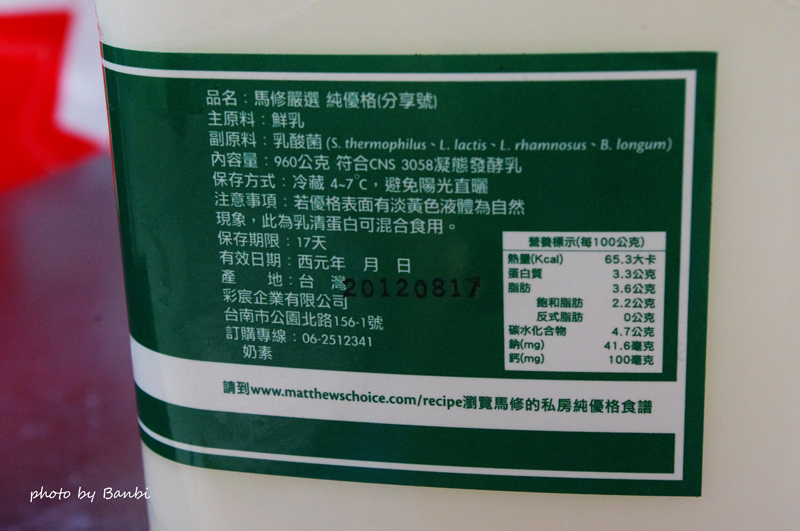 品名：馬修嚴選 純優格(分享號)
主原料：鮮乳
副原料：乳酸菌 (S. thermophilus、L. lactis、L. rhamnosus、B. longum)
內容量：960公克 符合CNS 3058凝態發酵乳
保存方式：冷藏 4~7℃，避免陽光直曬
注意事項：若優格表面有淡黃色液體為自然
現象，此為乳清蛋白可混合食用。
保存期限：17天
有效日期：西元年 月 日
產 地：台 灣
20120817
彩宸企業有限公司
台南市公園北路156-1號
訂購專線：06-2512341
奶素
營養標示(每100公克)
熱量(Kcal) 65.3大卡
蛋白質 3.3公克
脂肪 3.6公克
飽和脂肪 2.2公克
反式脂肪 0公克
碳水化合物 4.7公克
鈉(mg) 41.6毫克
鈣(mg) 100毫克
請到www.matthewschoice.com/recipe瀏覽馬修的私房純優格食譜
photo by Banbi